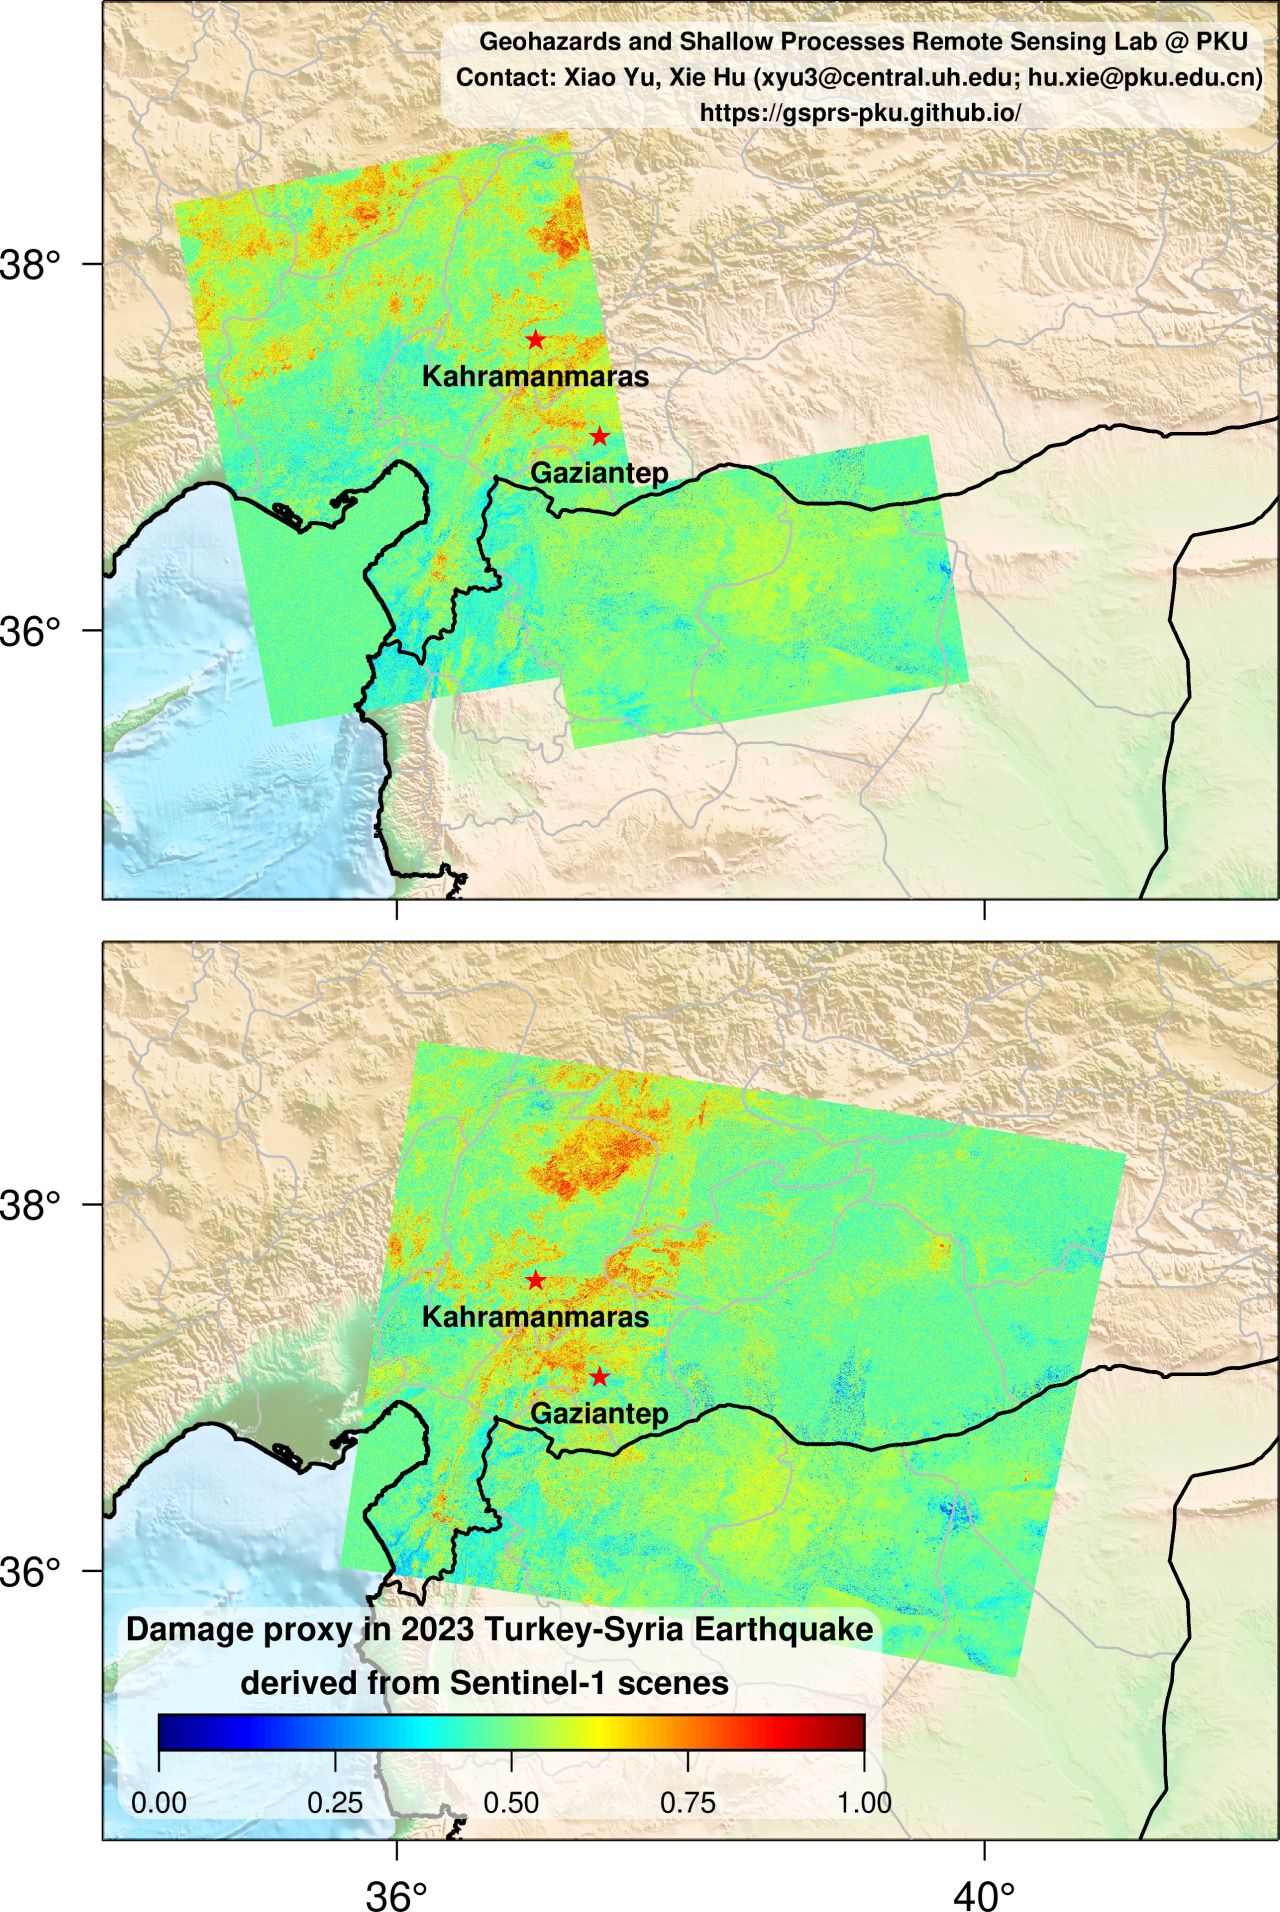 Geohazards and Shallow Processes Remote Sensing Lab @ PKU
Contact: Xiao Yu, Xie Hu (xyu3@central.uh.edu; hu.xie@pku.edu.cn)
https://gsprs-pku.github.io/
38°
Kahramanmaras
Gaziantep
36°
38°
Kahramanmaras
Gaziantep
36°
Damage proxy in 2023 Turkey-Syria Earthquake
derived from Sentinel-1 scenes
0.00 0.25 0.50 0.75 1.00
36° 40°